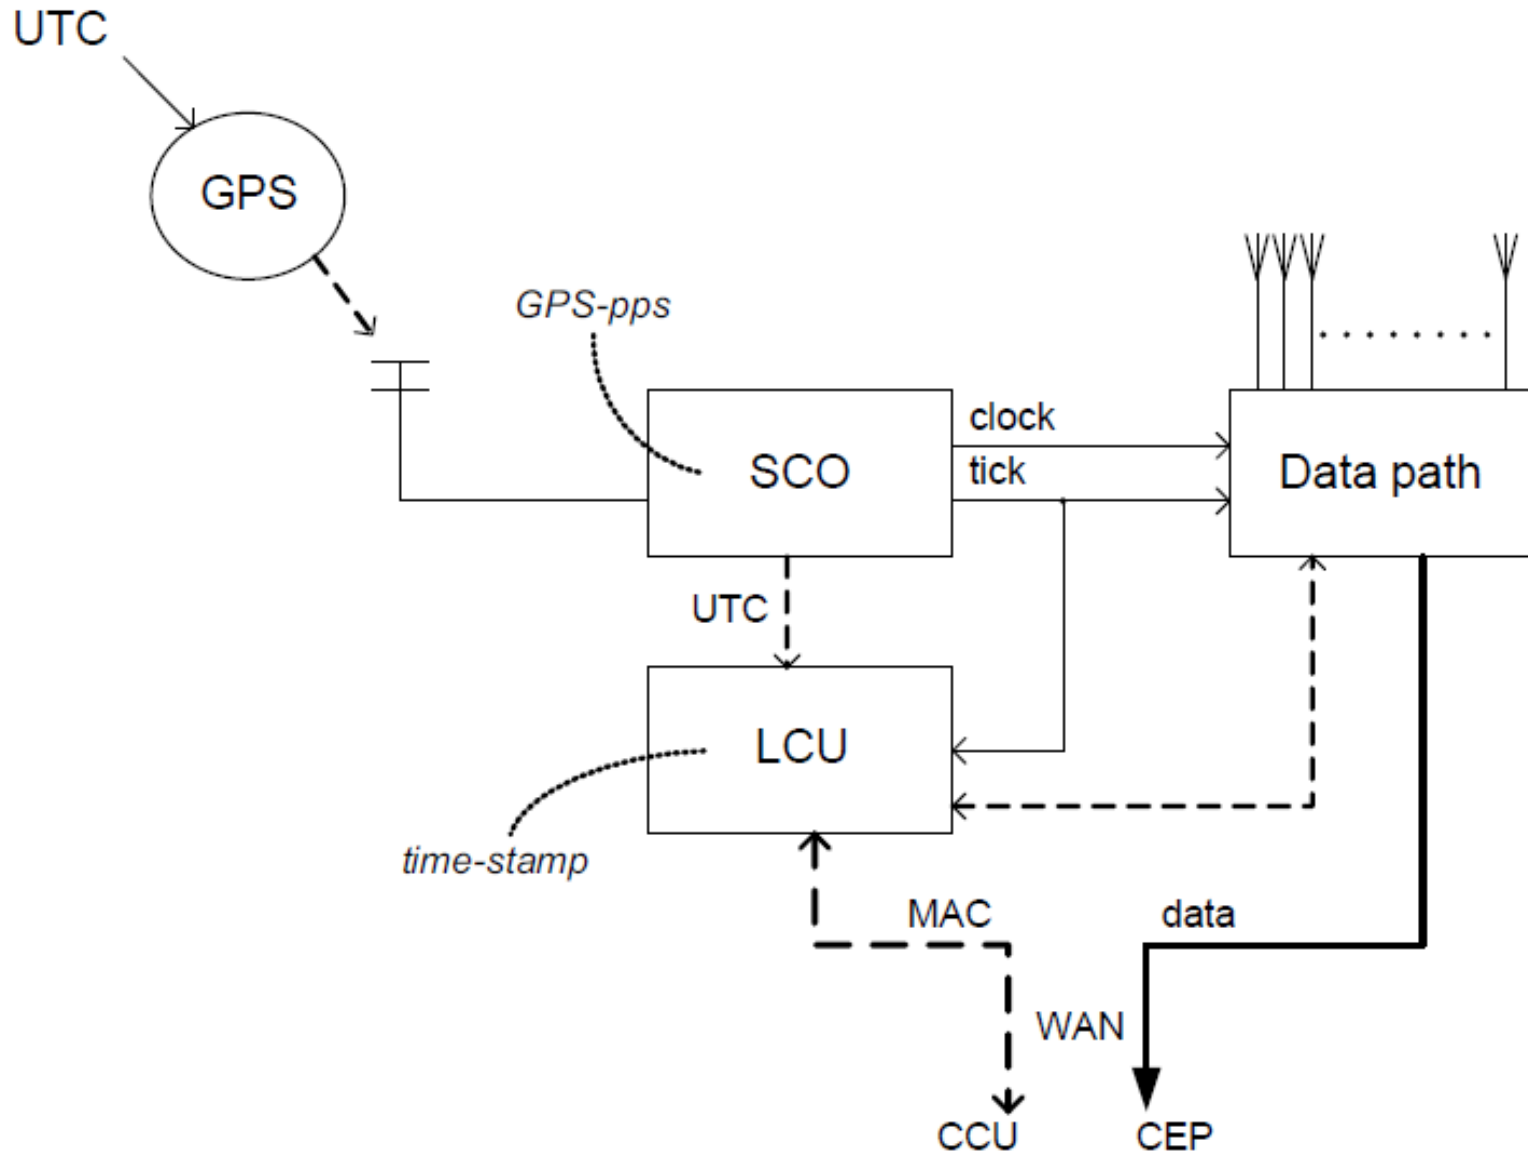 UTC
GPS
GPS-pps
clock
SCO
tick
Data path
UTC
LCU
time-stamp
MAC
data
WAN
CCU
CEP